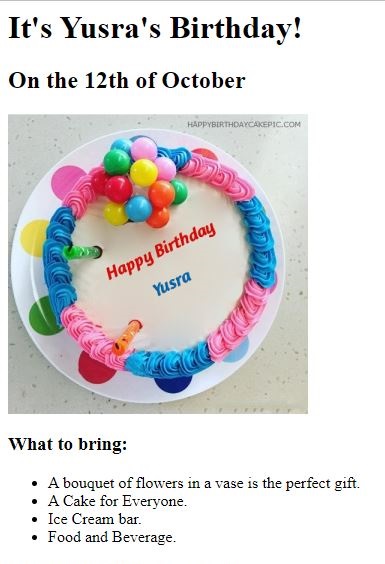 It's Yusra's Birthday!
On the 12th of October
HAPPYBIRTHDAYCAKEPIC.COM
Happy Birthday
Yusra
What to bring:
A bouquet of flowers in a vase is the perfect gift.
A Cake for Everyone.
Ice Cream bar.
Food and Beverage.